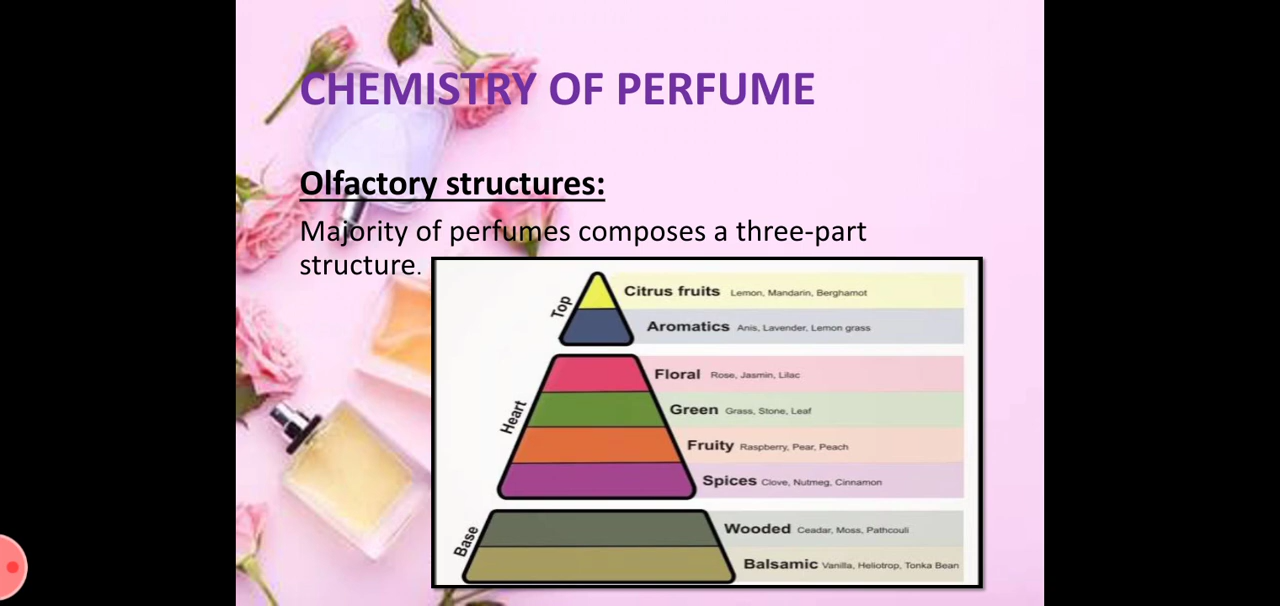 CHEMISTRY OF PERFUME
Olfactory structures:
Majority of perfumes composes a three-part
structure.
Top
Citrus fruits Lemon, Mandarin, Berghamot
Aromatics Anis, Lavender, Lemon grass
Heart
Floral Rose, Jasmin, Lilac
Green Grass, Stone, Leaf
Fruity Raspberry, Pear, Peach
Spices Clove, Nutmeg, Cinnamon
Base
Wooded Ceadar, Moss, Pathcouli
Balsamic Vanilla, Heliotrop, Tonka Bean